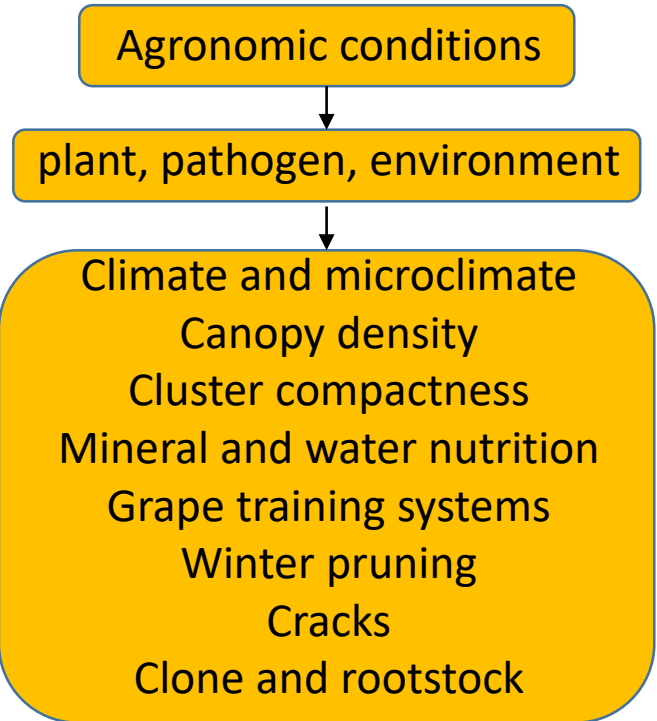 Agronomic conditions
plant, pathogen, environment
Climate and microclimate
Canopy density
Cluster compactness
Mineral and water nutrition
Grape training systems
Winter pruning
Cracks
Clone and rootstock